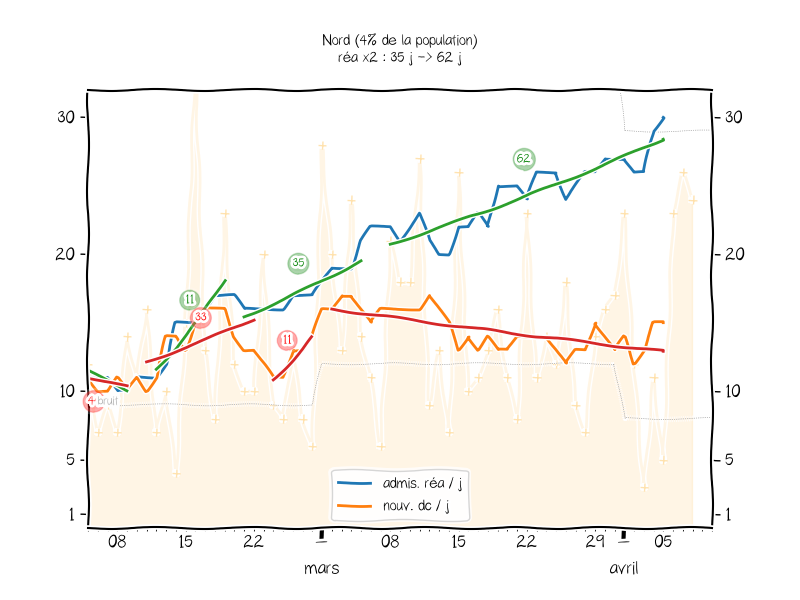 Nord (4% de la population)
réa x2 : 35 j -> 62 j
30
30
62
20
20
35
11
33
11
10
10
4
bruit
5
5
1
1
admis. réa / j
nouv. dc / j
08 15 22 08 15 22 29 05
mars avril